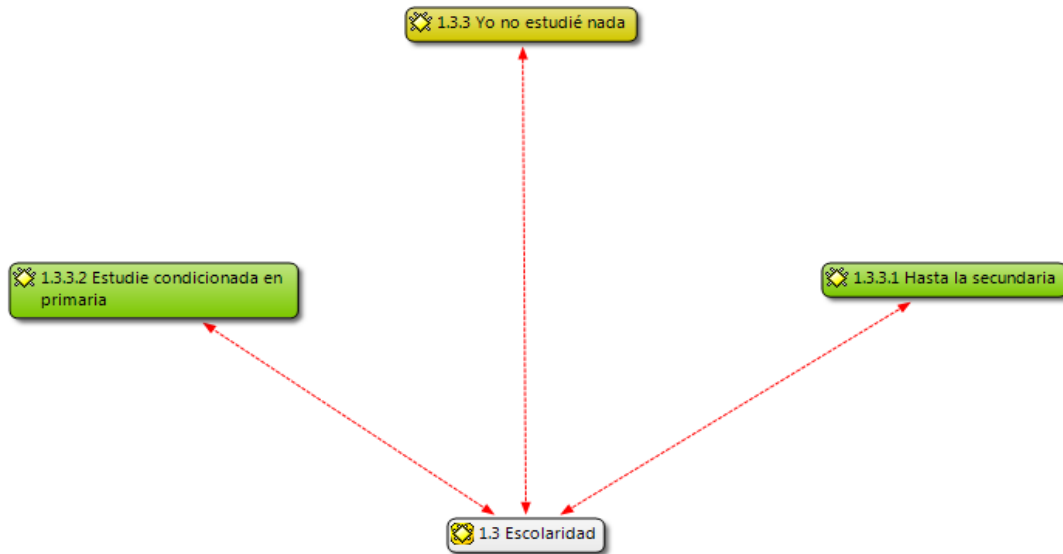 1.3.3 Yo no estudié nada
1.3.3.2 Estudie condicionada en
primaria
1.3.3.1 Hasta la secundaria
1.3 Escolaridad